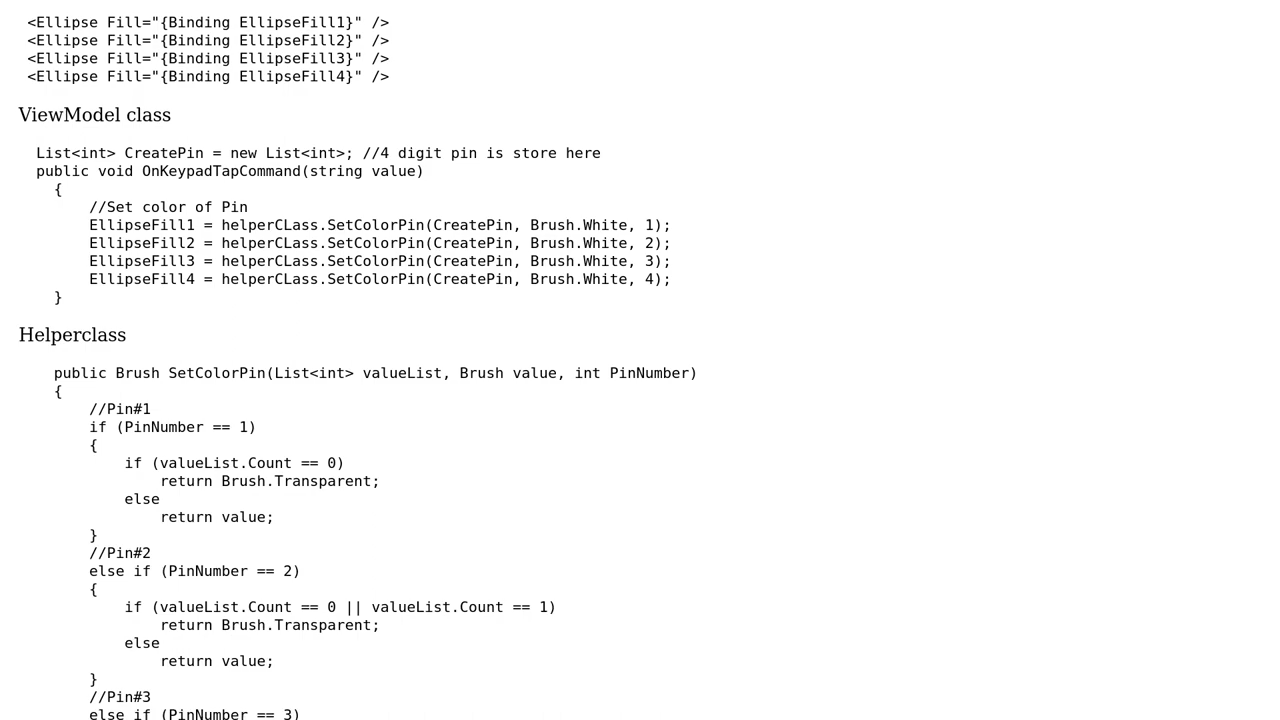 <Ellipse Fill="{Binding EllipseFill1}" />
<Ellipse Fill="{Binding EllipseFill2}" />
<Ellipse Fill="{Binding EllipseFill3}" />
<Ellipse Fill="{Binding EllipseFill4}" />
ViewModel class
List<int> CreatePin = new List<int>; //4 digit pin is store here
public void OnKeypadTapCommand(string value)
{
//Set color of Pin
EllipseFill1 = helperCLass.SetColorPin(CreatePin, Brush.White, 1);
EllipseFill2 = helperCLass.SetColorPin(CreatePin, Brush.White, 2);
EllipseFill3 = helperCLass.SetColorPin(CreatePin, Brush.White, 3);
EllipseFill4 = helperCLass.SetColorPin(CreatePin, Brush.White, 4);
}
Helperclass
public Brush SetColorPin(List<int> valueList, Brush value, int PinNumber)
{
//Pin#1
if (PinNumber == 1)
{
if (valueList.Count == 0)
return Brush.Transparent;
else
return value;
}
//Pin#2
else if (PinNumber == 2)
{
if (valueList.Count == 0 || valueList.Count == 1)
return Brush.Transparent;
else
return value;
}
//Pin#3
else if (PinNumber == 3)